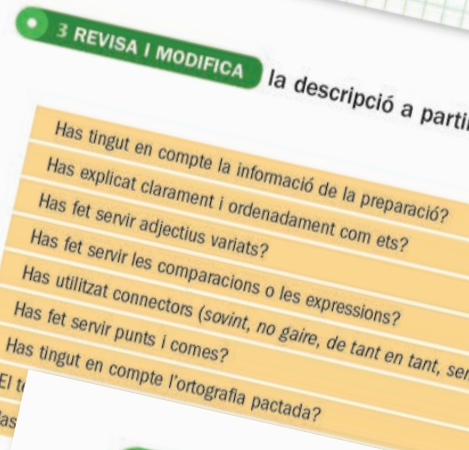 3 REVISA I MODIFICA la descripció a partir
Has tingut en compte la informació de la preparació?
Has explicat clarament i ordenadament com ets?
Has fet servir adjectius variats?
Has fet servir les comparacions o les expressions?
Has utilitzat connectors (sovint, no gaire, de tant en tant,
Has fet servir punts i comes?
Has tingut en compte l'ortografia pactada?
El